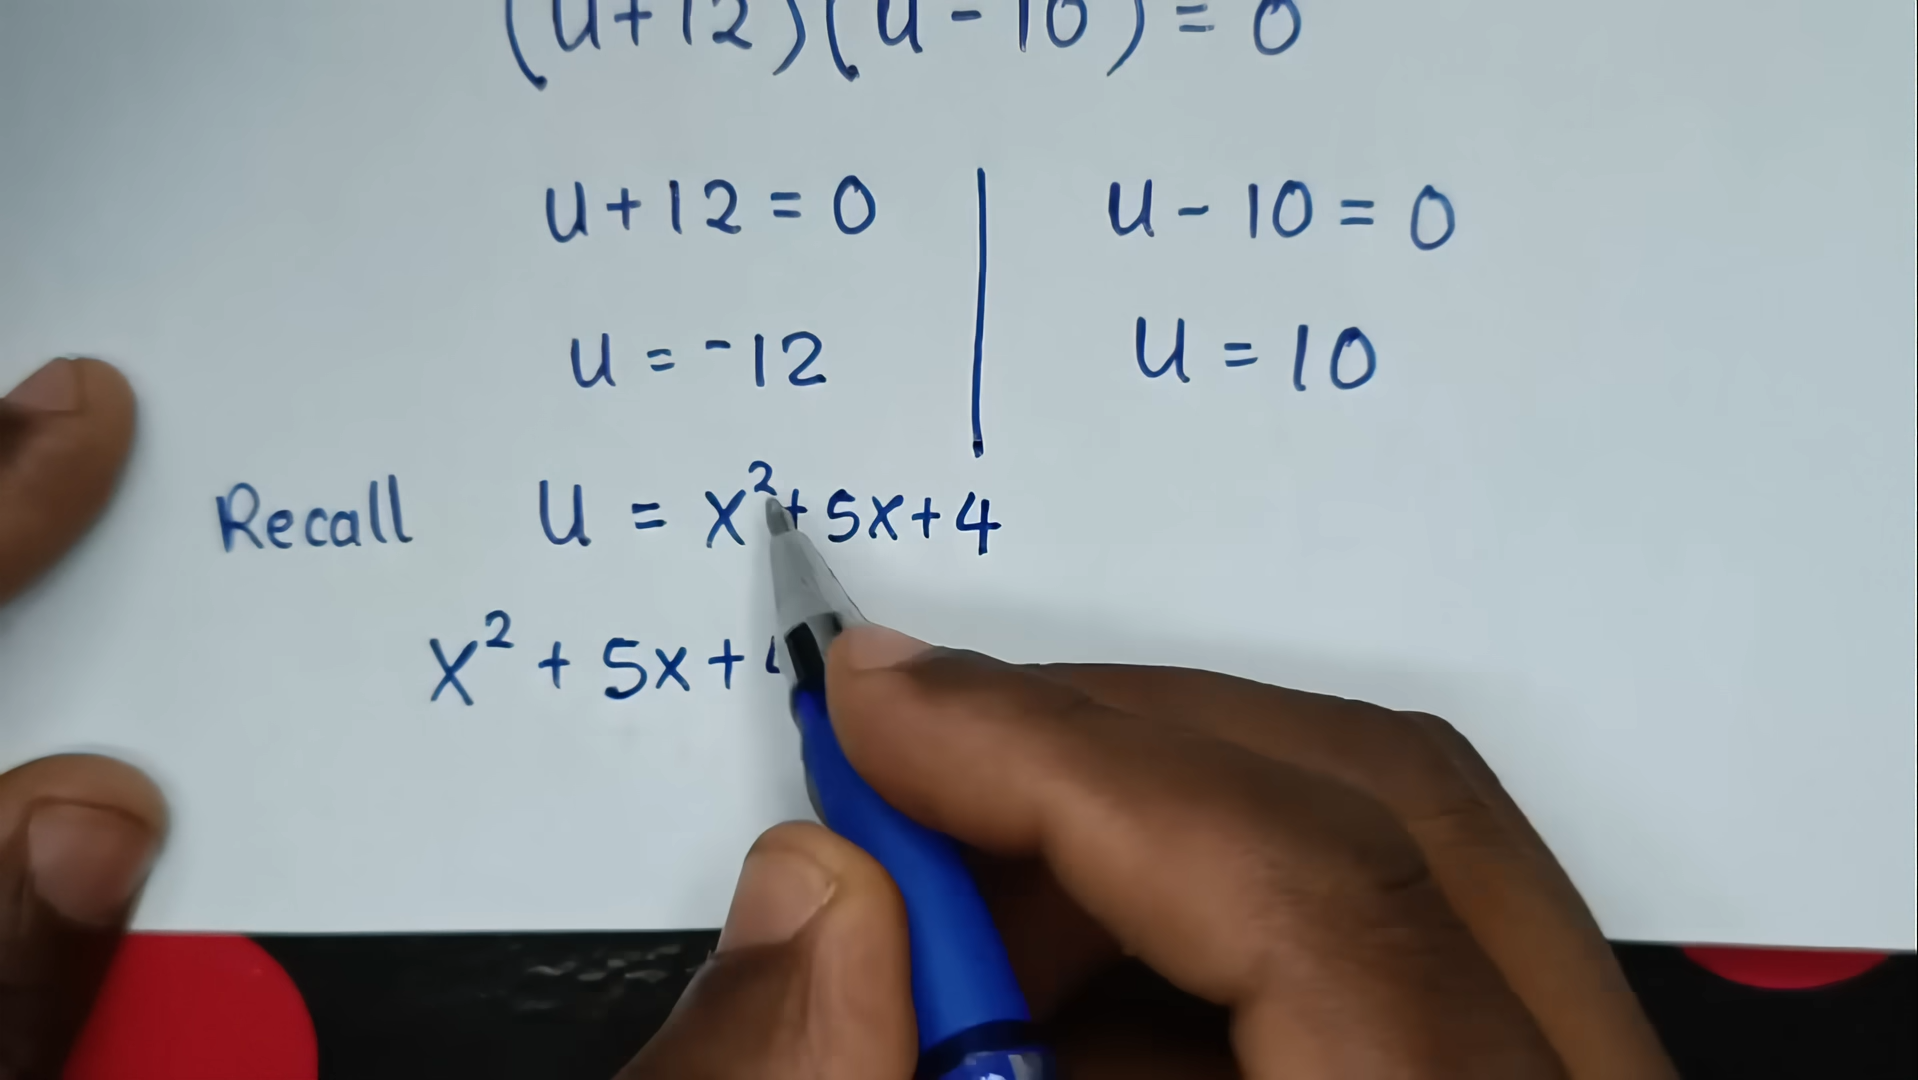 (u+12)(u-10) = 0
u+12 = 0 u-10 = 0
u = -12 u = 10
Recall u = x²+5x+4
x² + 5x +